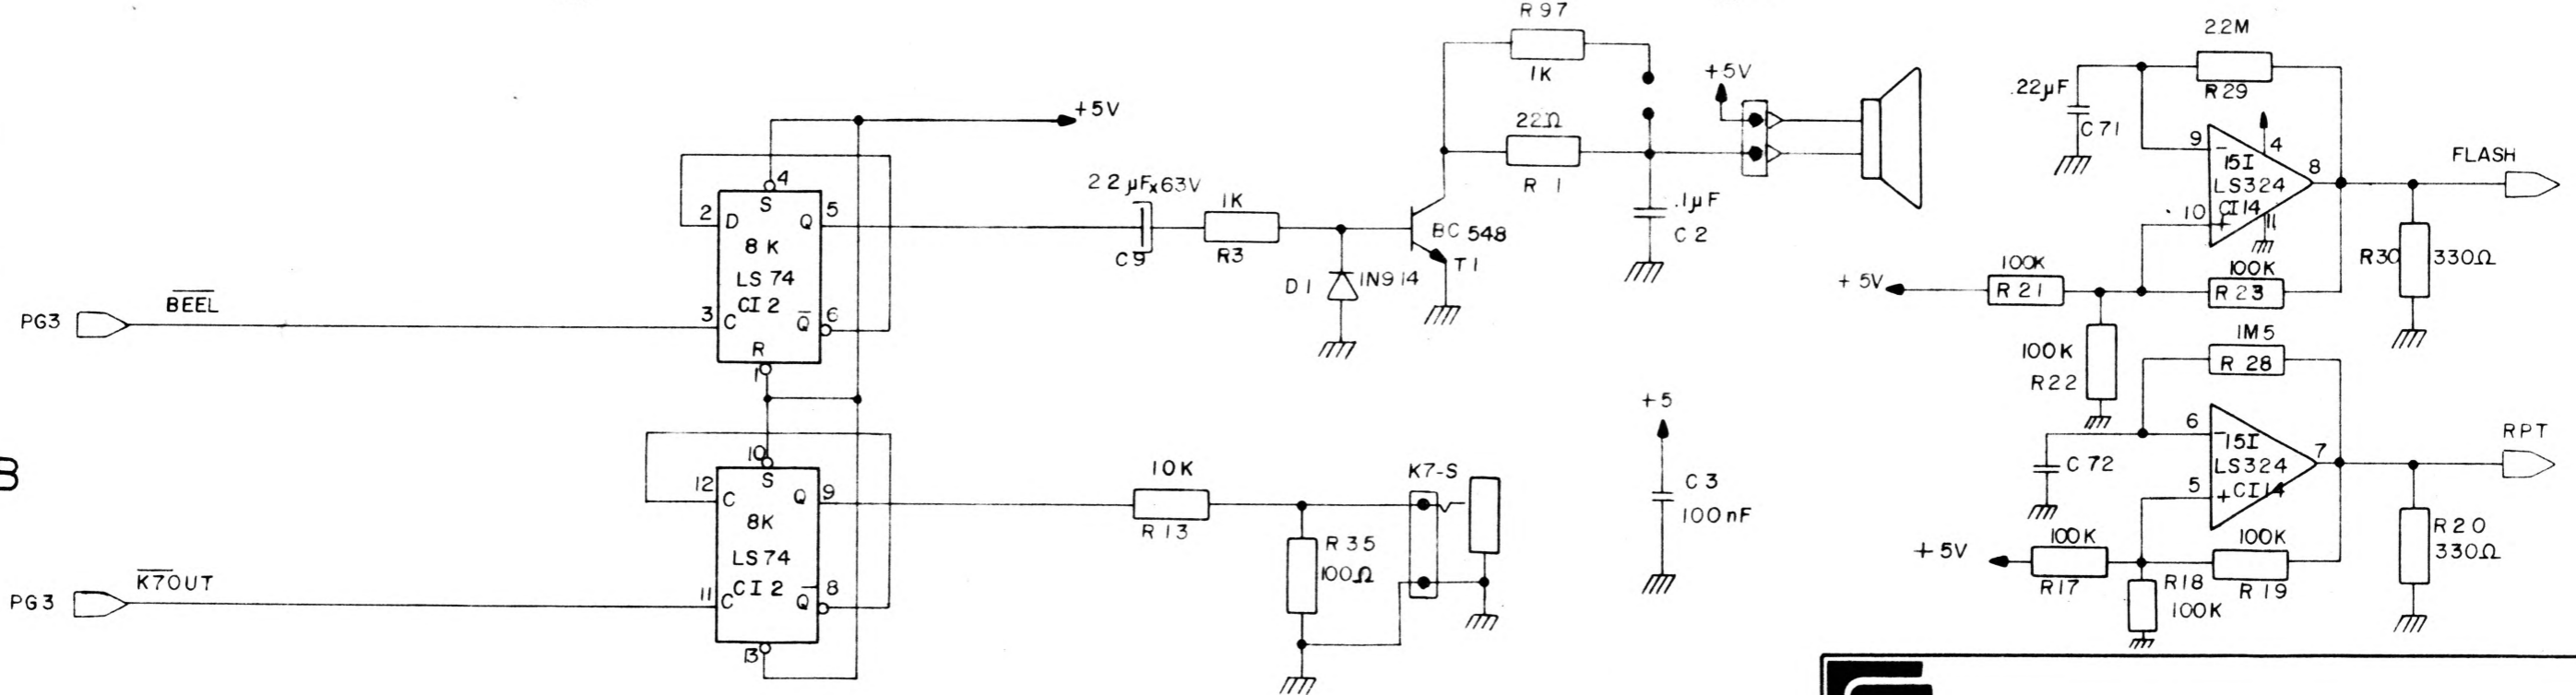 R 97
1K
+5V
22Ω
R 1
.1µF
C 2
+5V
4
S
2
D
Q
5
8 K
LS 74
CI 2
3
C
Q
6
R
1
PG3
BEEL
22µFx63V
C9
1K
R3
D1
1N914
BC 548
T1
10
S
12
C
Q
9
8K
LS 74
CI 2
11
C
Q
8
13
PG3
K7OUT
B
10K
R 13
R 35
100Ω
K7-S
+5
C 3
100nF
22M
R29
.22µF
C71
9
−
15I
LS324
CI14
4
8
10
+
11
FLASH
R30
330Ω
+ 5V
100K
R 21
100K
R 23
100K
R22
1M5
R 28
6
−
15I
LS324
CI14
7
5
+
C 72
RPT
R20
330Ω
+ 5V
100K
R17
R18
100K
100K
R 19